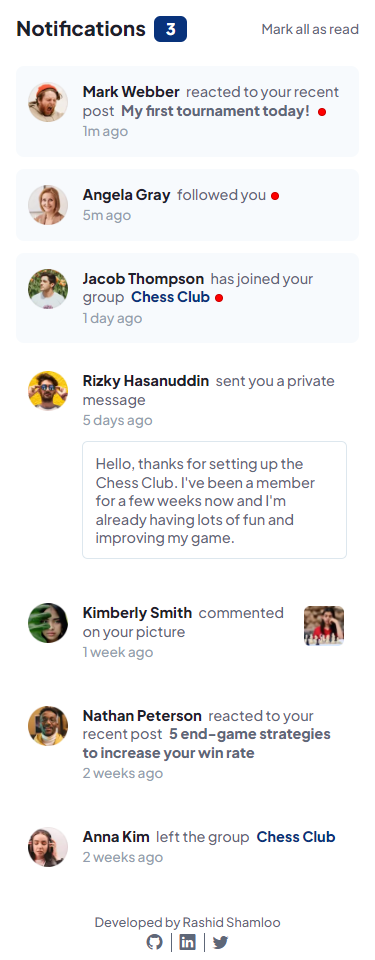 Notifications 3 Mark all as read
Mark Webber reacted to your recent
post My first tournament today!
1m ago
Angela Gray followed you
5m ago
Jacob Thompson has joined your
group Chess Club
1 day ago
Rizky Hasanuddin sent you a private
message
5 days ago
Hello, thanks for setting up the
Chess Club. I've been a member
for a few weeks now and I'm
already having lots of fun and
improving my game.
Kimberly Smith commented
on your picture
1 week ago
Nathan Peterson reacted to your
recent post 5 end-game strategies
to increase your win rate
2 weeks ago
Anna Kim left the group Chess Club
2 weeks ago
Developed by Rashid Shamloo